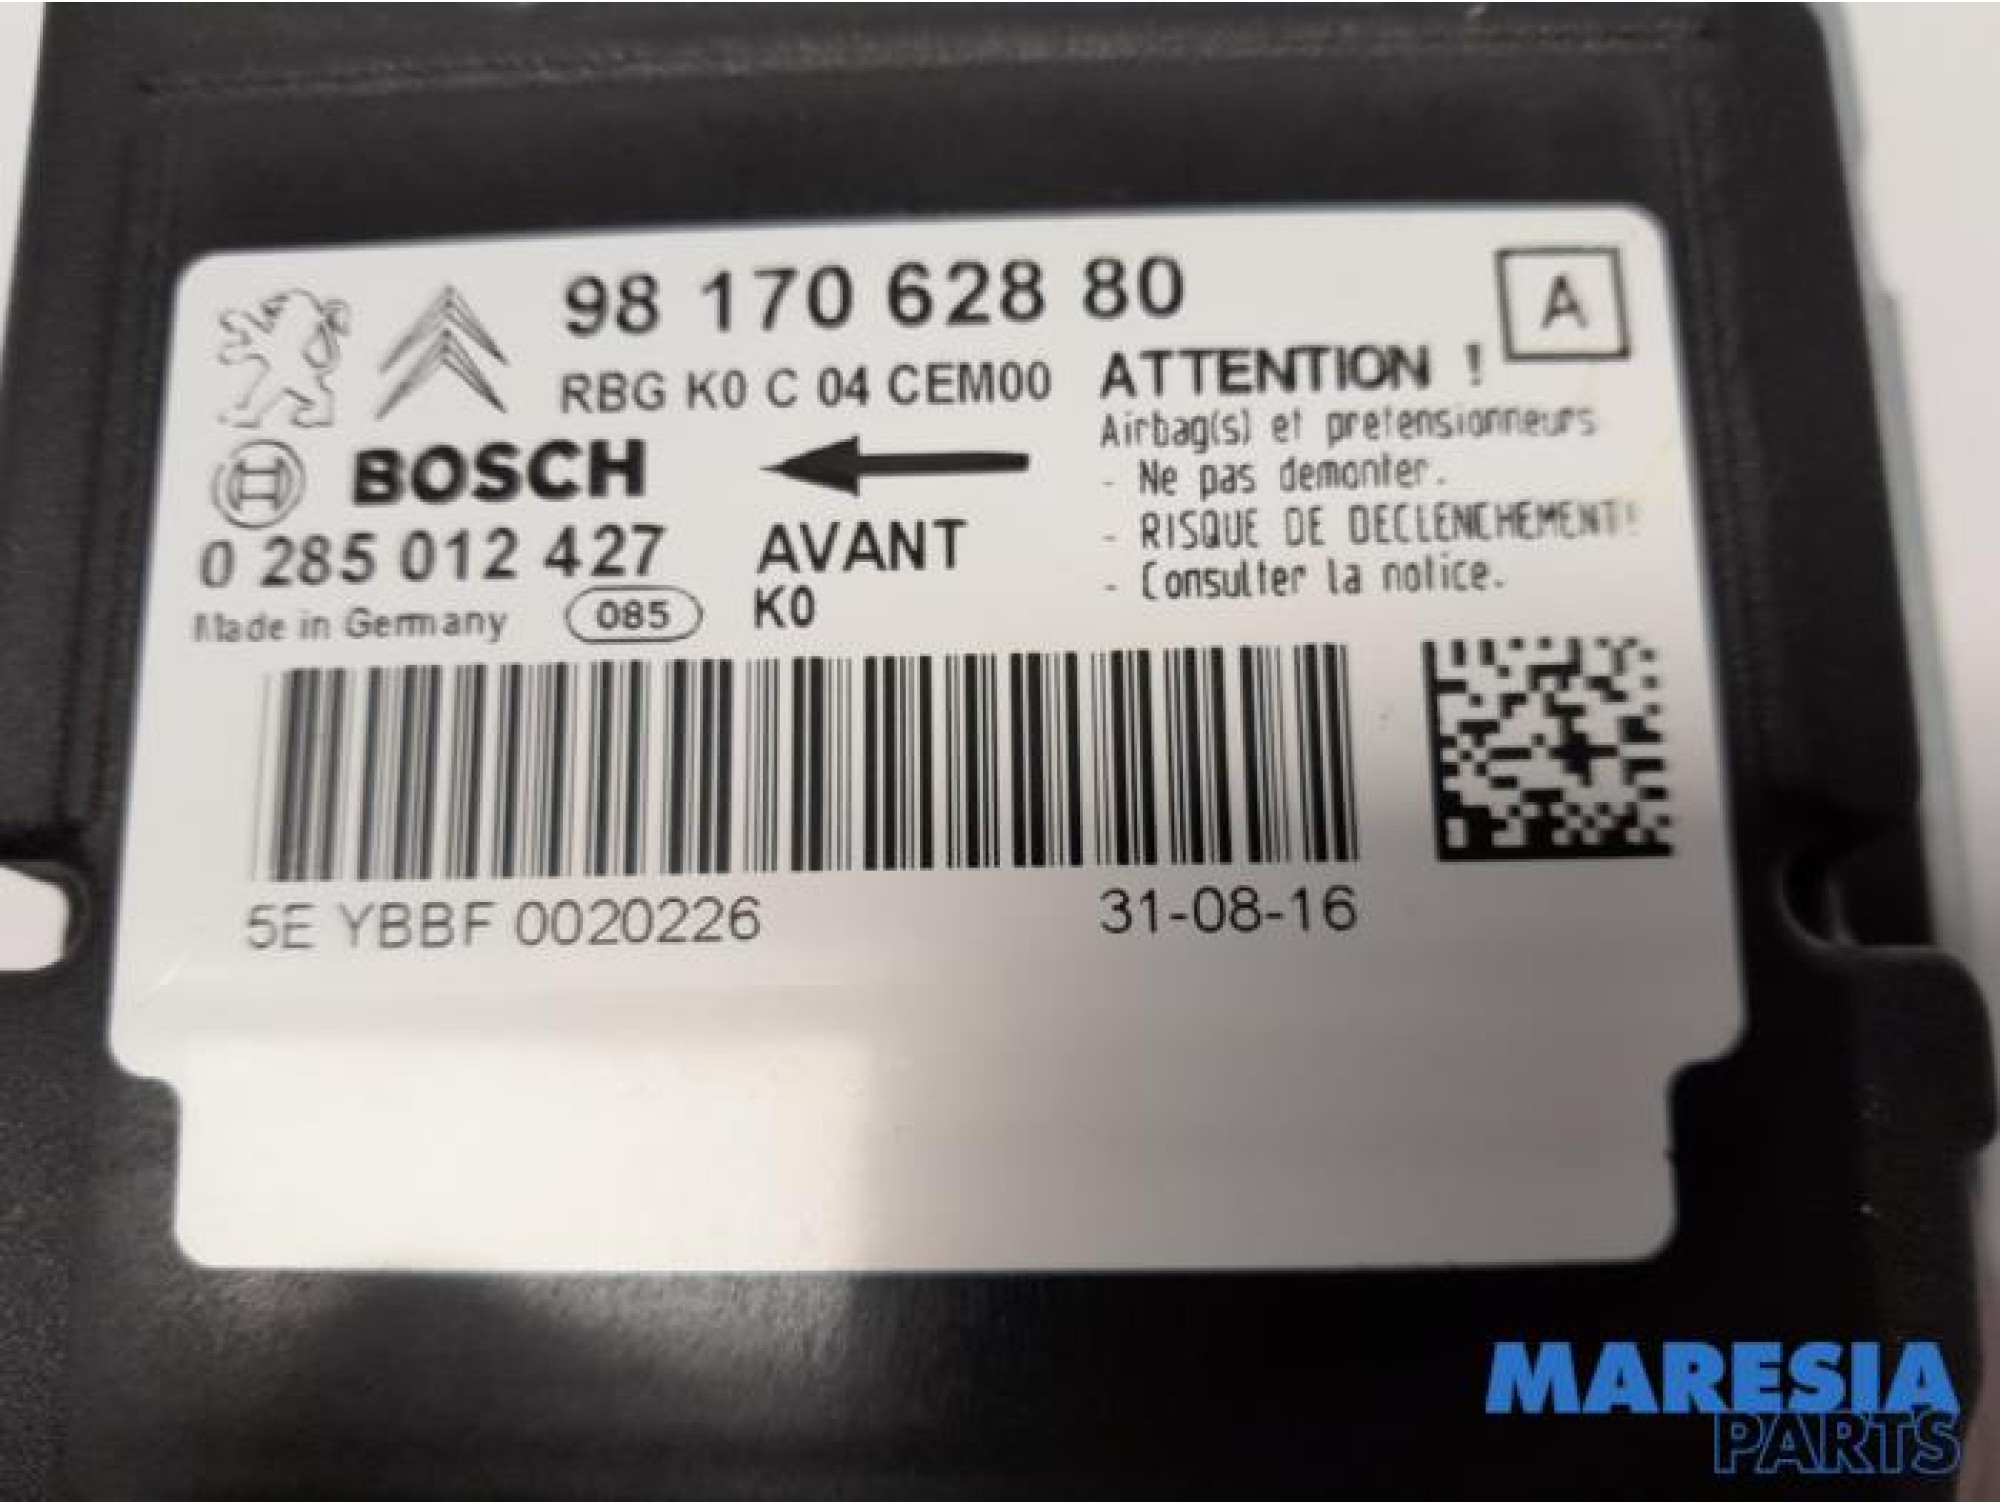 98 170 628 80
A
RBG K0 C 04 CEM00
ATTENTION !
Airbag(s) et pretensionneurs
- Ne pas demonter.
- RISQUE DE DECLENCHEMENT!
- Consulter la notice.
BOSCH
0 285 012 427
Made in Germany
085
AVANT
K0
5E YBBF 0020226
31-08-16
MARESIA
PARTS